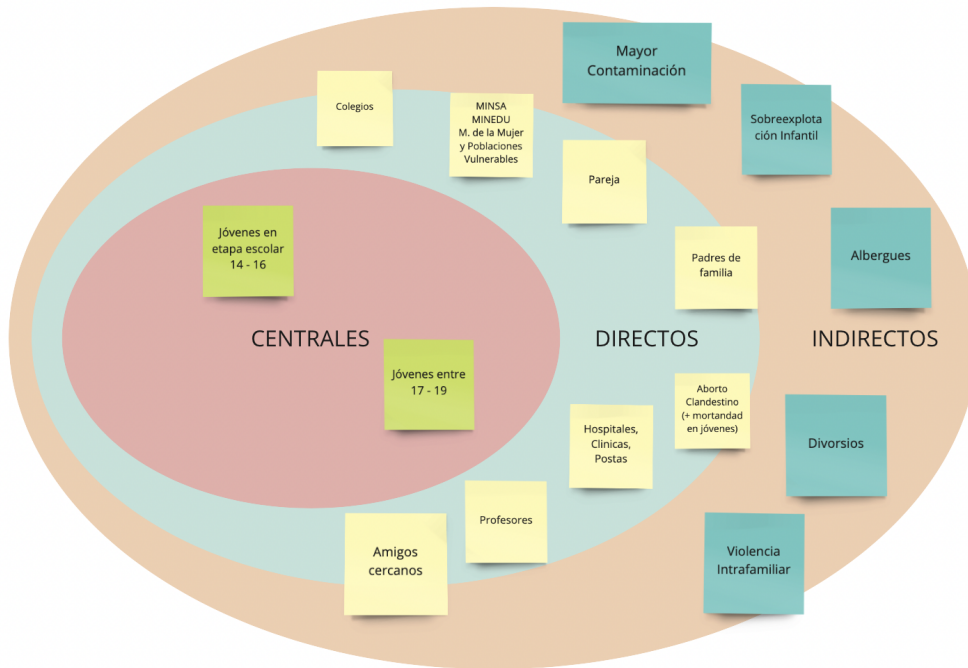 Mayor
Contaminación
Colegios
MINSA
MINEDU
M. de la Mujer
y Poblaciones
Vulnerables
Sobreexplota
ción Infantil
Pareja
Jóvenes en
etapa escolar
14 - 16
Padres de
familia
Albergues
CENTRALES
DIRECTOS
INDIRECTOS
Jóvenes entre
17 - 19
Aborto
Clandestino
(+ mortandad
en jóvenes)
Hospitales,
Clinicas,
Postas
Divorsios
Profesores
Amigos
cercanos
Violencia
Intrafamiliar